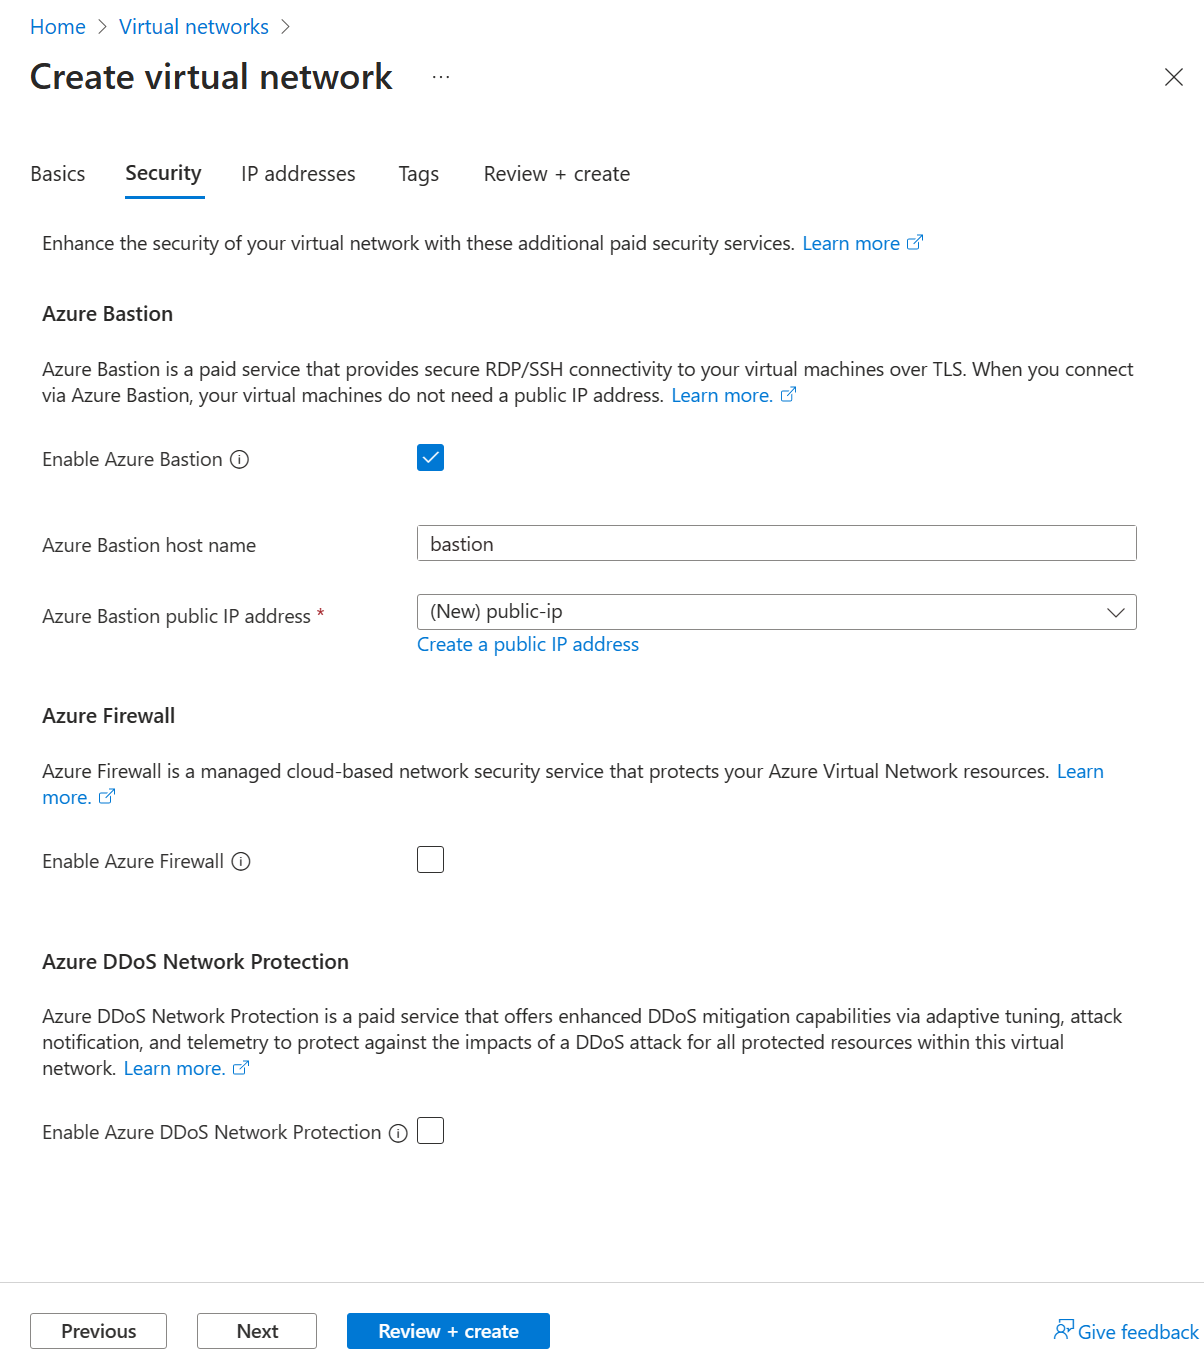 Home > Virtual networks >
Create virtual network ...
Basics Security IP addresses Tags Review + create
Enhance the security of your virtual network with these additional paid security services. Learn more
Azure Bastion
Azure Bastion is a paid service that provides secure RDP/SSH connectivity to your virtual machines over TLS. When you connect
via Azure Bastion, your virtual machines do not need a public IP address. Learn more.
Enable Azure Bastion
Azure Bastion host name bastion
Azure Bastion public IP address * (New) public-ip
Create a public IP address
Azure Firewall
Azure Firewall is a managed cloud-based network security service that protects your Azure Virtual Network resources. Learn
more.
Enable Azure Firewall
Azure DDoS Network Protection
Azure DDoS Network Protection is a paid service that offers enhanced DDoS mitigation capabilities via adaptive tuning, attack
notification, and telemetry to protect against the impacts of a DDoS attack for all protected resources within this virtual
network. Learn more.
Enable Azure DDoS Network Protection
Previous Next Review + create Give feedback